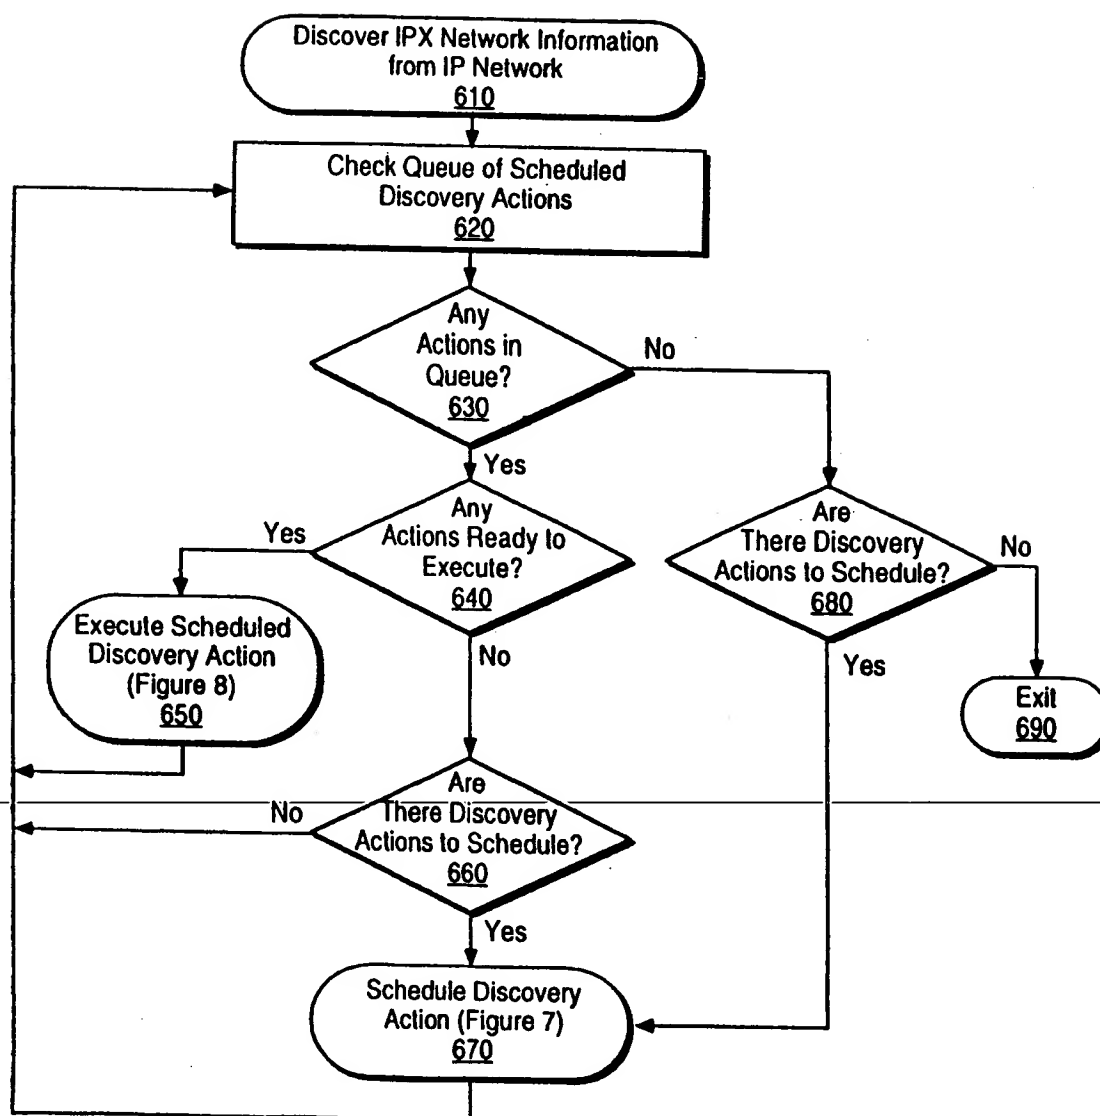 Discover IPX Network Information
from IP Network
610
Check Queue of Scheduled
Discovery Actions
620
Any
Actions in
Queue?
630
No
Yes
Any
Actions Ready to
Execute?
640
Yes
No
Are
There Discovery
Actions to Schedule?
680
No
Yes
Execute Scheduled
Discovery Action
(Figure 8)
650
Exit
690
Are
There Discovery
Actions to Schedule?
660
No
Yes
Schedule Discovery
Action (Figure 7)
670